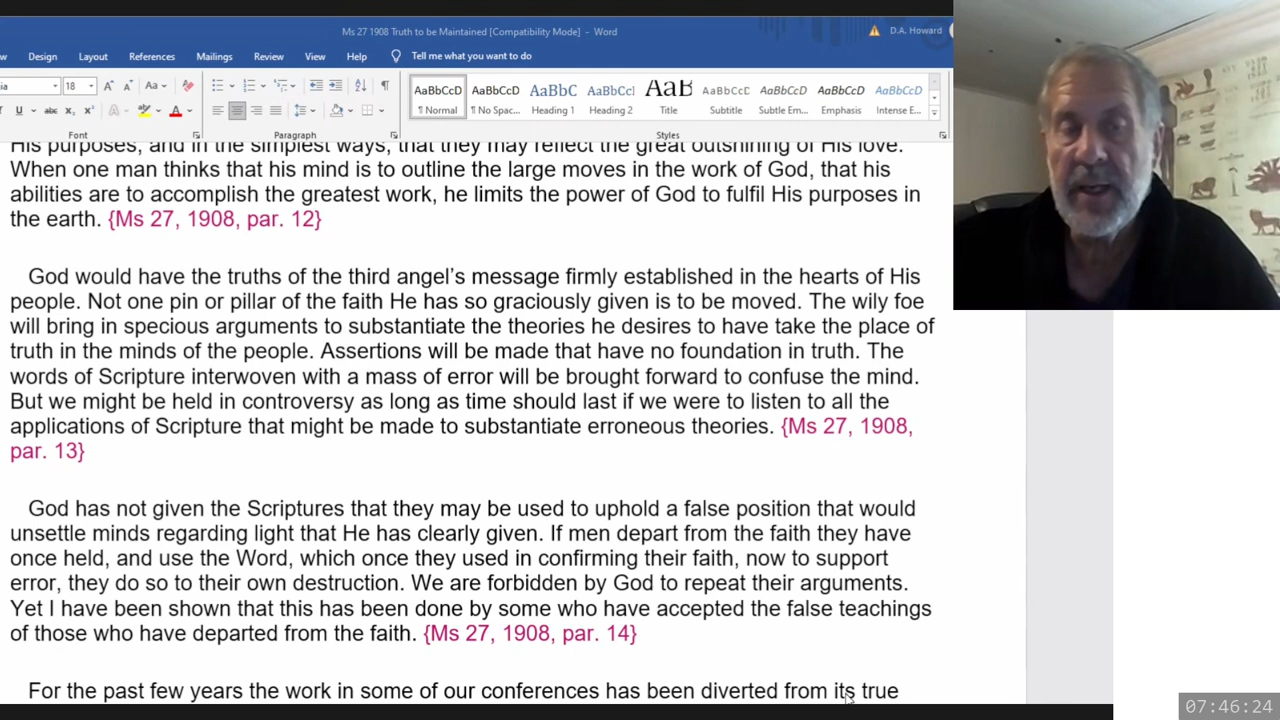 Ms 27 1908 Truth to be Maintained [Compatibility Mode] - Word
D.A. Howard
Design Layout References Mailings Review View Help Tell me what you want to do
18 Aa
AaBbCcD AaBbCcD AaBbC AaBbCcl AaB AaBbCcD AaBbCcD AaBbCcD AaBbCcD
¶ Normal ¶ No Spac... Heading 1 Heading 2 Title Subtitle Subtle Em... Emphasis Intense E...
Font Paragraph Styles
His purposes, and in the simplest ways, that they may reflect the great outshining of His love.
When one man thinks that his mind is to outline the large moves in the work of God, that his
abilities are to accomplish the greatest work, he limits the power of God to fulfil His purposes in
the earth. {Ms 27, 1908, par. 12}
God would have the truths of the third angel’s message firmly established in the hearts of His
people. Not one pin or pillar of the faith He has so graciously given is to be moved. The wily foe
will bring in specious arguments to substantiate the theories he desires to have take the place of
truth in the minds of the people. Assertions will be made that have no foundation in truth. The
words of Scripture interwoven with a mass of error will be brought forward to confuse the mind.
But we might be held in controversy as long as time should last if we were to listen to all the
applications of Scripture that might be made to substantiate erroneous theories. {Ms 27, 1908,
par. 13}
God has not given the Scriptures that they may be used to uphold a false position that would
unsettle minds regarding light that He has clearly given. If men depart from the faith they have
once held, and use the Word, which once they used in confirming their faith, now to support
error, they do so to their own destruction. We are forbidden by God to repeat their arguments.
Yet I have been shown that this has been done by some who have accepted the false teachings
of those who have departed from the faith. {Ms 27, 1908, par. 14}
For the past few years the work in some of our conferences has been diverted from its true
07:46:24